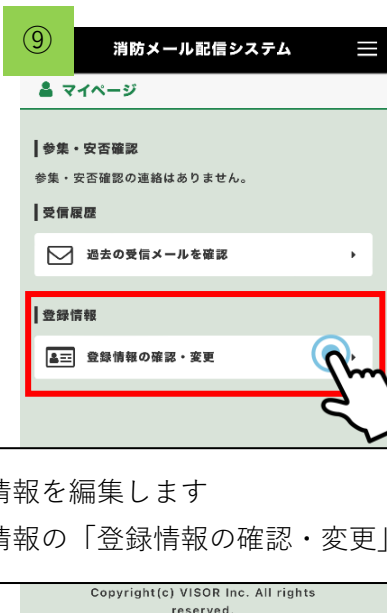 ⑨
消防メール配信システム
マイページ
参集・安否確認
参集・安否確認の連絡はありません。
受信履歴
過去の受信メールを確認
登録情報
登録情報の確認・変更
情報を編集します
情報の「登録情報の確認・変更」
Copyright(c) VISOR Inc. All rights
reserved.